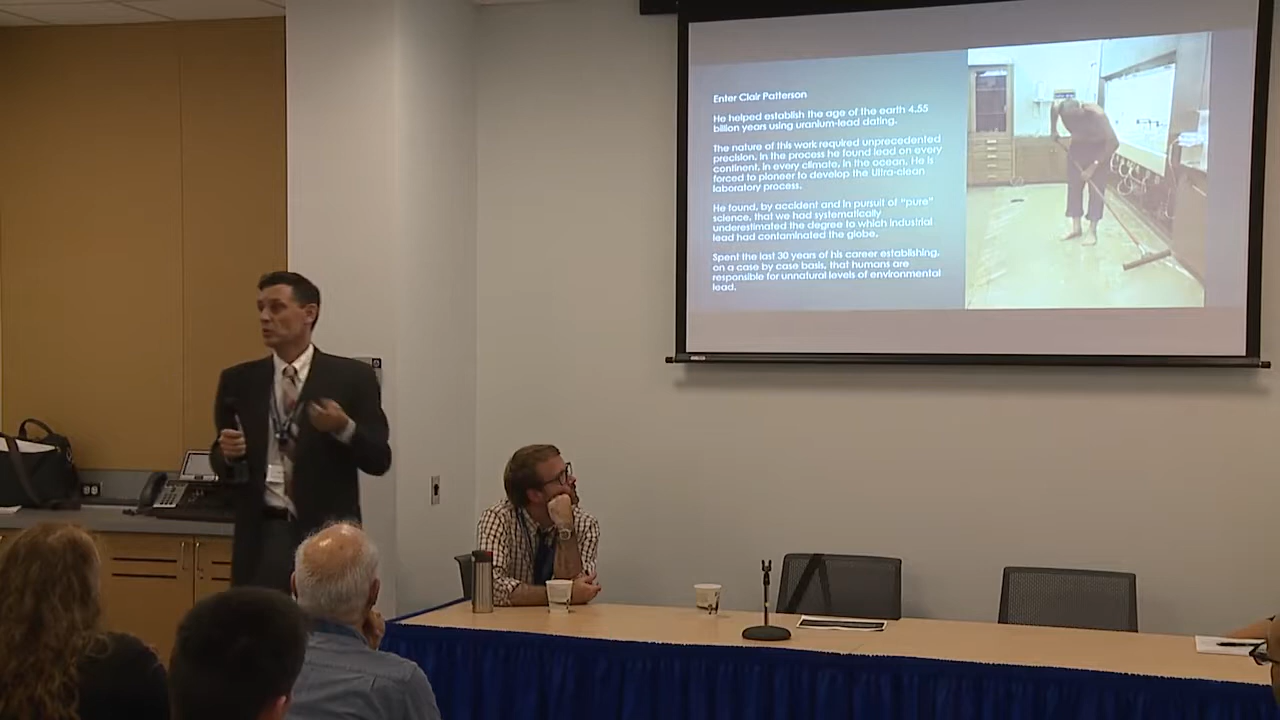 Enter Clair Patterson
He helped establish the age of the earth 4.55
billion years using uranium-lead dating.
The nature of this work required unprecedented
precision. In the process he found lead on every
continent, in every climate, in the ocean. He is
forced to pioneer to develop the Ultra-clean
laboratory process.
He found, by accident and in pursuit of "pure"
science, that we had systematically
underestimated the degree to which industrial
lead had contaminated the globe.
Spent the last 30 years of his career establishing,
on a case by case basis, that humans are
responsible for unnatural levels of environmental
lead.